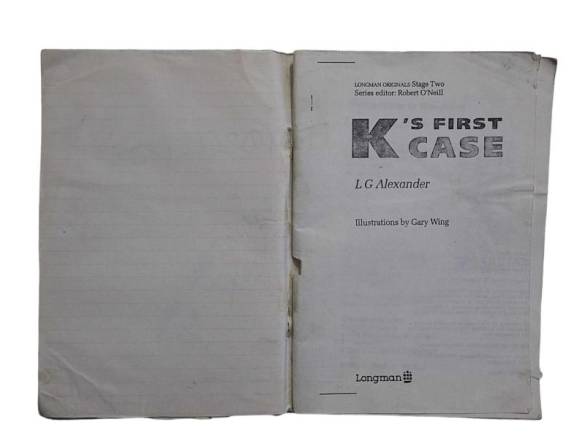 LONGMAN ORIGINALS Stage Two
Series editor: Robert O'Neill
K's FIRST
CASE
L G Alexander
Illustrations by Gary Wing
Longman